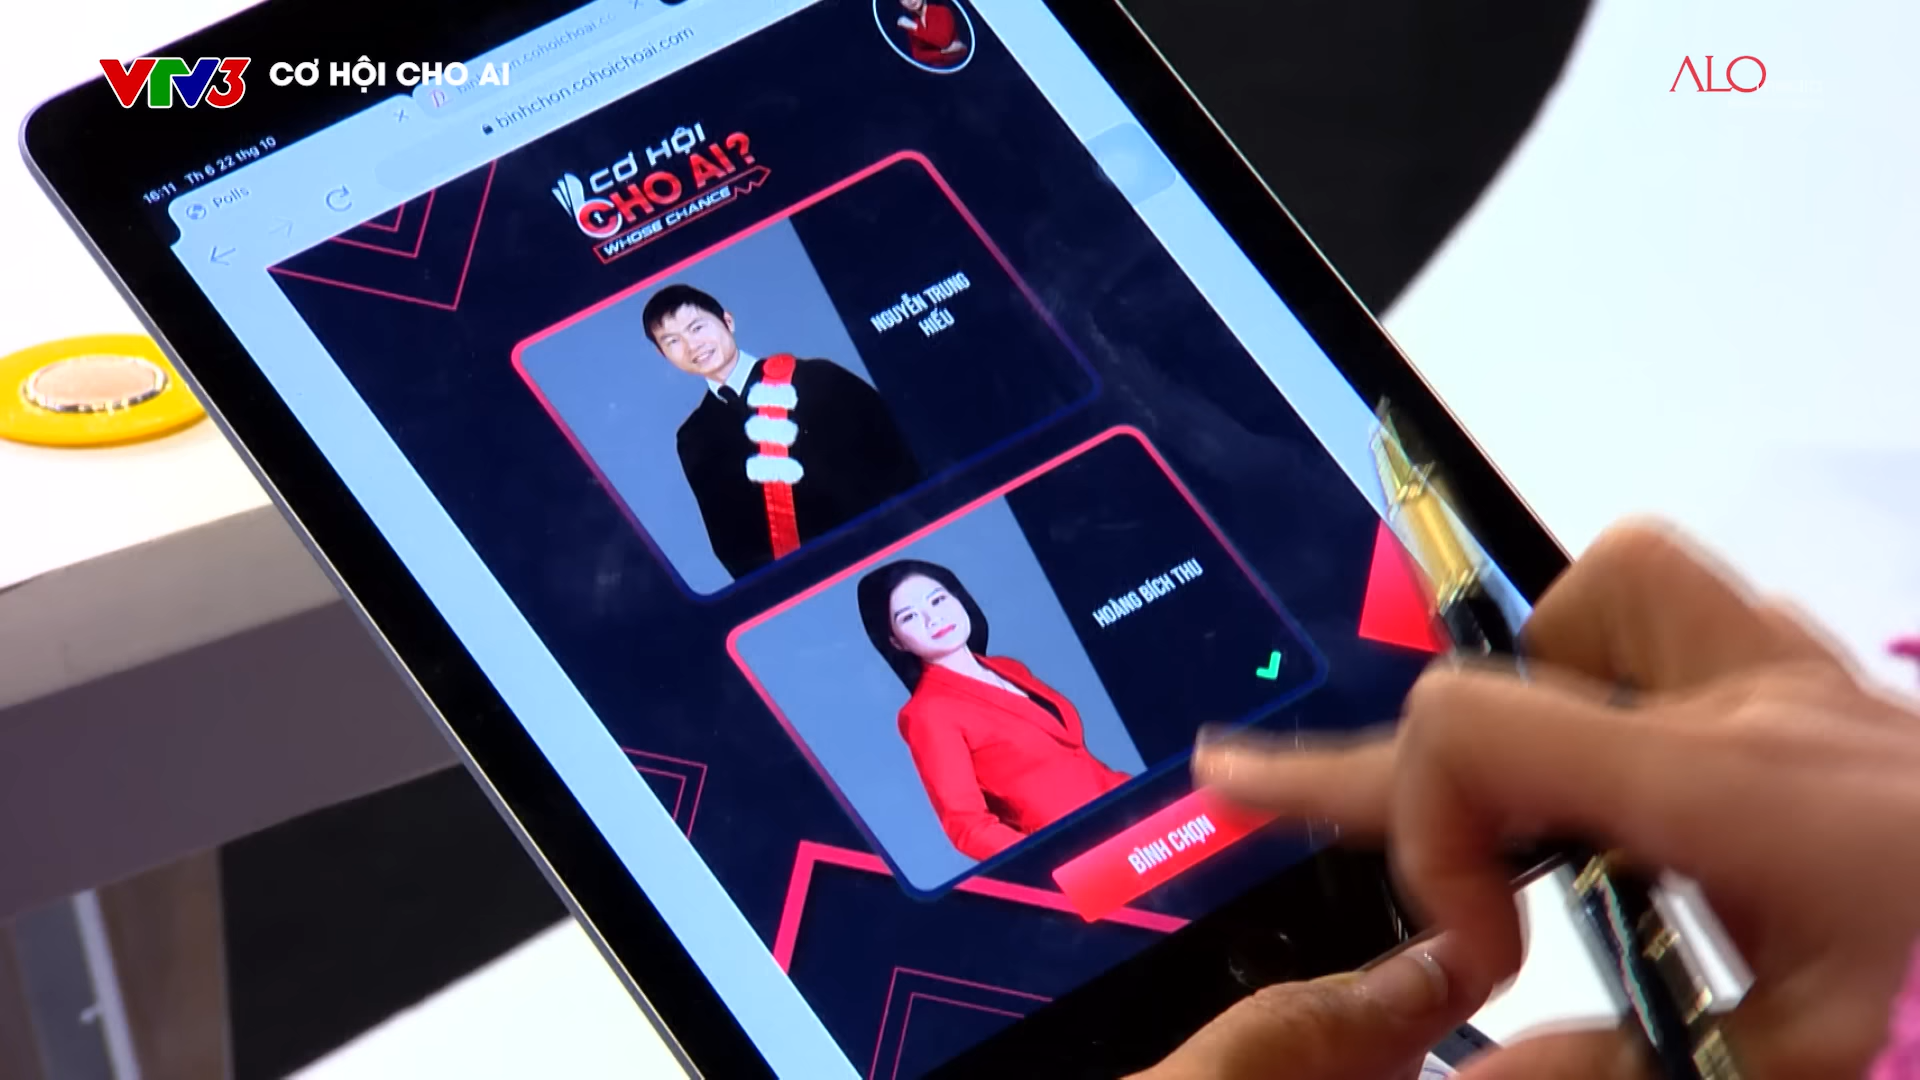 VTV3 CƠ HỘI CHO AI
ALO
16:11 Th 6 22 thg 10
Polls
binhchon.cohoichoai.com
CƠ HỘI
CHO AI?
WHOSE CHANCE
NGUYỄN TRUNG
HIẾU
HOÀNG BÍCH THU
BÌNH CHỌN